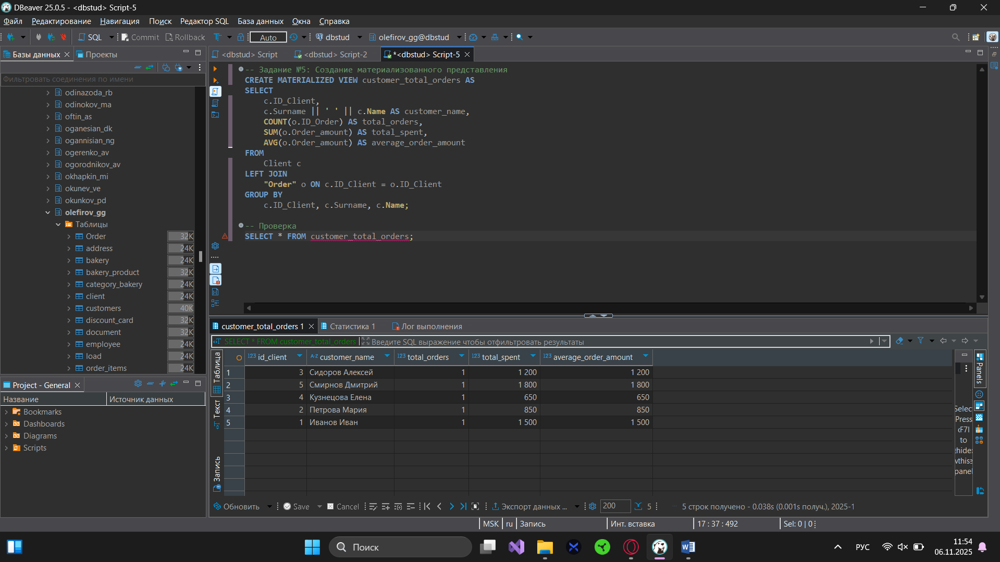 DBeaver 25.0.5 - <dbstud> Script-5
Файл Редактирование Навигация Поиск Редактор SQL База данных Окна Справка
SQL Commit Rollback Auto dbstud olefirov_gg@dbstud
Базы данных Проекты
Фильтровать соединения по имени
odinazoda_rb
odinokov_ma
oftin_as
oganesian_dk
ogannisian_ng
ogerenko_av
ogorodnikov_av
okhapkin_mi
okunev_ve
okunkov_pd
olefirov_gg
Таблицы
Order 32K
address 24K
bakery 24K
bakery_product 32K
category_bakery 24K
client 24K
customers 40K
discount_card 32K
document 32K
employee 24K
load 24K
order_items 24K
Project - General
Название Источник данных
Bookmarks
Dashboards
Diagrams
Scripts
<dbstud> Script <dbstud> Script-2 *<dbstud> Script-5
-- Задание №5: Создание материализованного представления
CREATE MATERIALIZED VIEW customer_total_orders AS
SELECT
c.ID_Client,
c.Surname || ' ' || c.Name AS customer_name,
COUNT(o.ID_Order) AS total_orders,
SUM(o.Order_amount) AS total_spent,
AVG(o.Order_amount) AS average_order_amount
FROM
Client c
LEFT JOIN
"Order" o ON c.ID_Client = o.ID_Client
GROUP BY
c.ID_Client, c.Surname, c.Name;
-- Проверка
SELECT * FROM customer_total_orders;
customer_total_orders 1 Статистика 1 Лог выполнения
SELECT * FROM customer_total_orders Введите SQL выражение чтобы отфильтровать результаты
Таблица
Текст
Запись
123 id_client A-Z customer_name 123 total_orders 123 total_spent 123 average_order_amount
1 3 Сидоров Алексей 1 1 200 1 200
2 5 Смирнов Дмитрий 1 1 800 1 800
3 4 Кузнецова Елена 1 650 650
4 2 Петрова Мария 1 850 850
5 1 Иванов Иван 1 1 500 1 500
Panels
Selec
Press
F7I
to
hide
panel
Обновить Save Cancel Экспорт данных ... 200 5 5 строк получено - 0.038s (0.001s получ.), 2025-1
MSK ru Запись Инт. вставка 17 : 37 : 492 Sel: 0 | 0
Поиск
РУС
11:54
06.11.2025